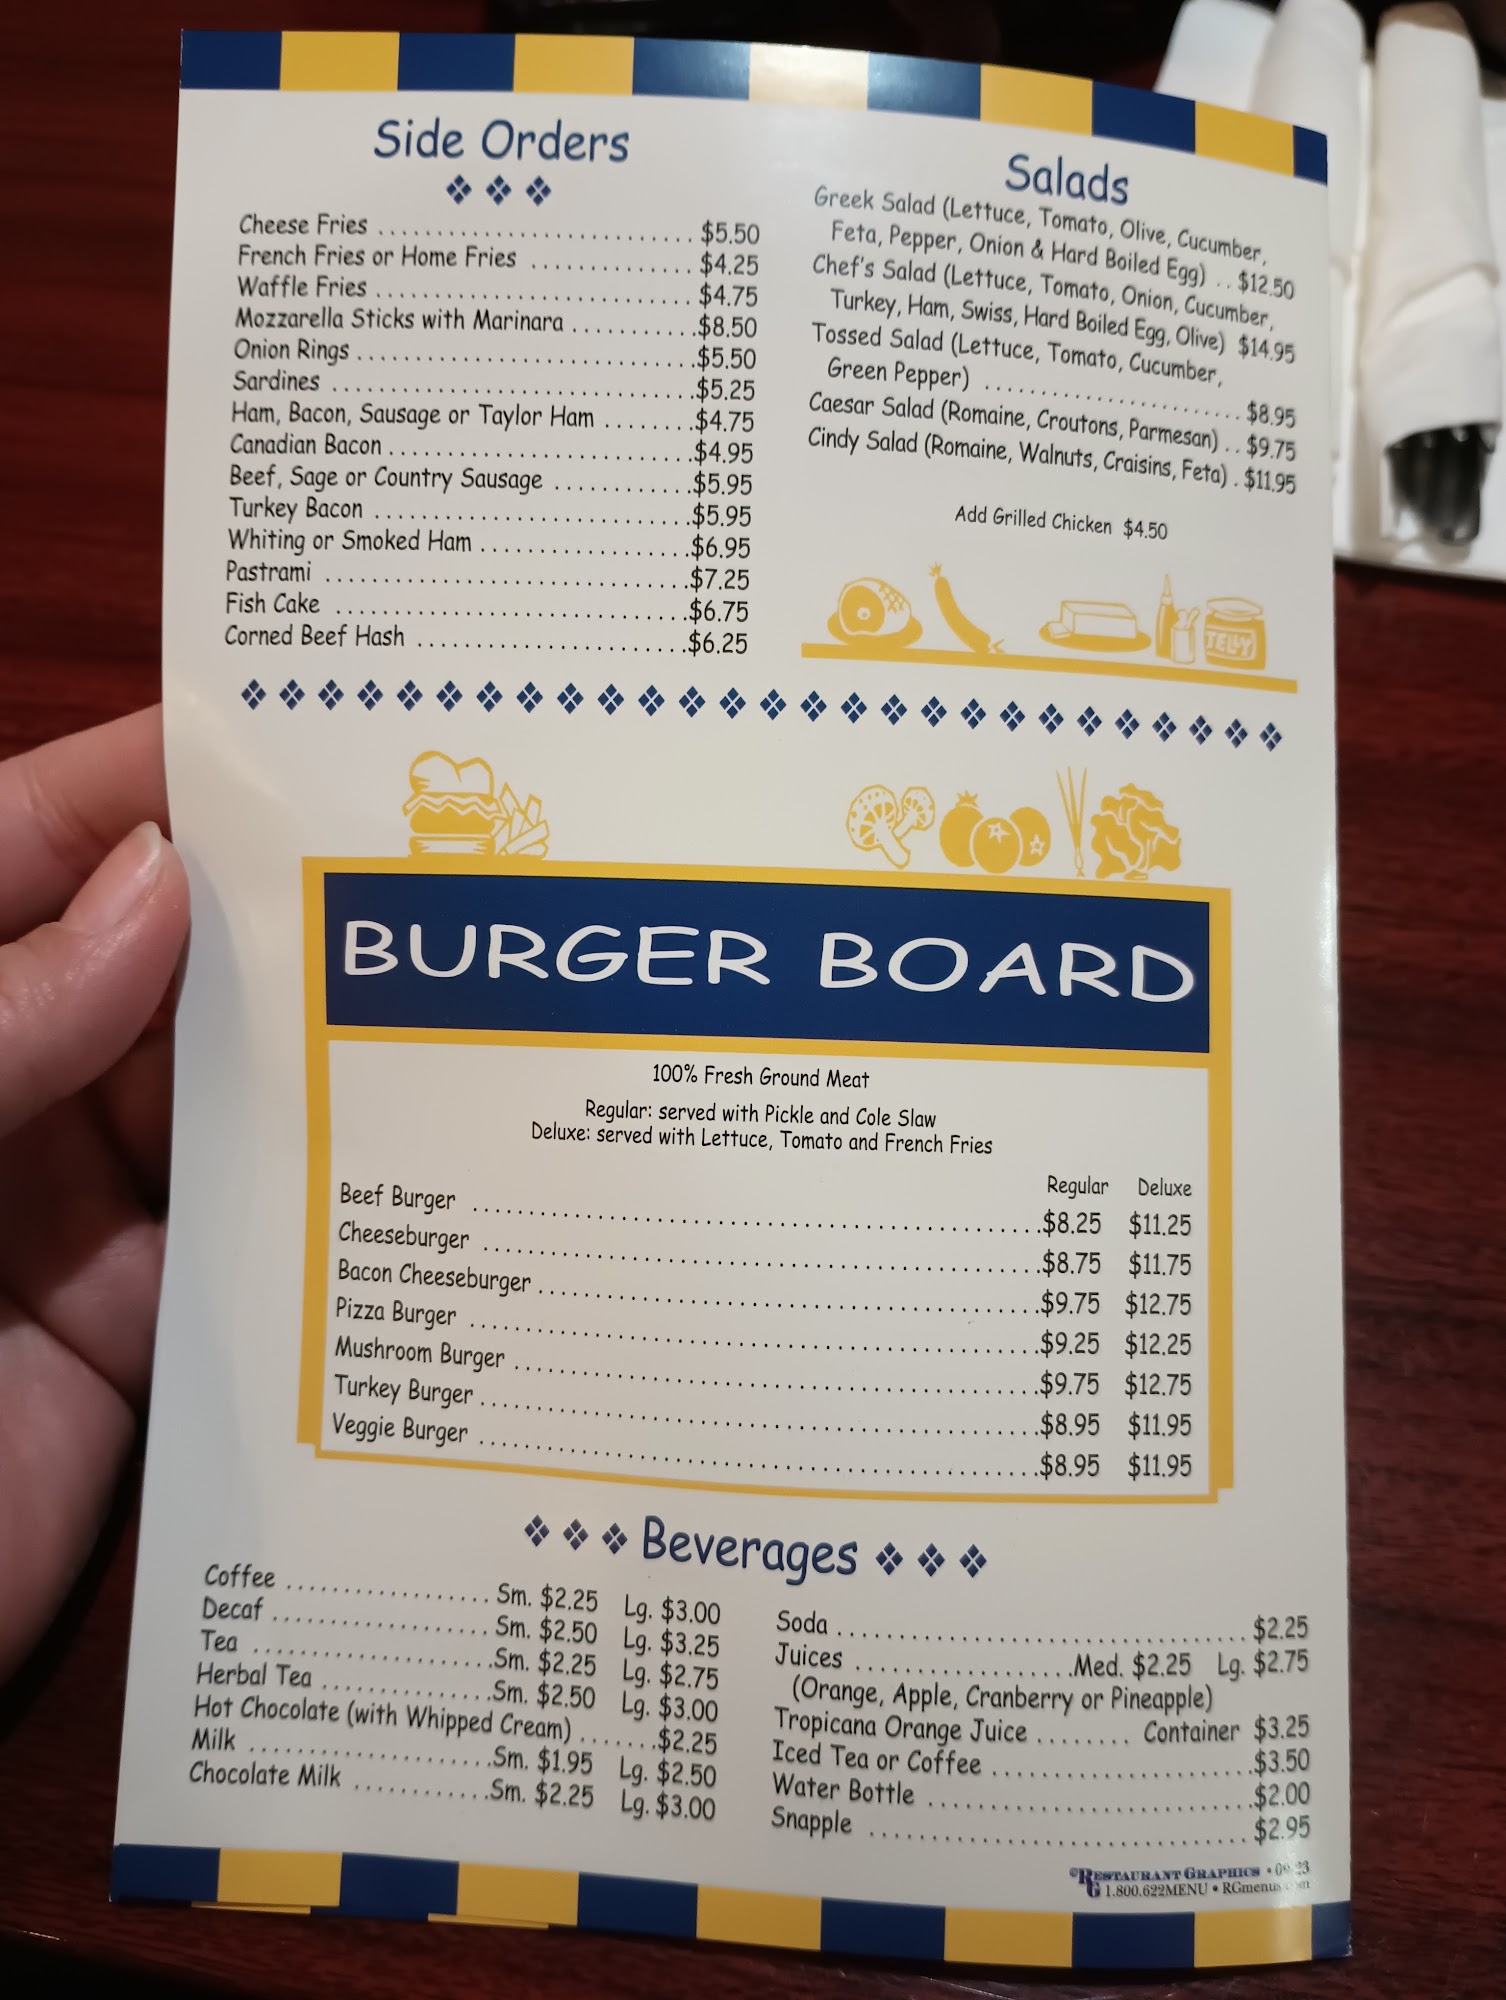 Side Orders
Cheese Fries $5.50
French Fries or Home Fries $4.25
Waffle Fries $4.75
Mozzarella Sticks with Marinara $8.50
Onion Rings $5.50
Sardines $5.25
Ham, Bacon, Sausage or Taylor Ham $4.75
Canadian Bacon $4.95
Beef, Sage or Country Sausage $5.95
Turkey Bacon $5.95
Whiting or Smoked Ham $6.95
Pastrami $7.25
Fish Cake $6.75
Corned Beef Hash $6.25
Salads
Greek Salad (Lettuce, Tomato, Olive, Cucumber,
Feta, Pepper, Onion & Hard Boiled Egg) $12.50
Chef's Salad (Lettuce, Tomato, Onion, Cucumber,
Turkey, Ham, Swiss, Hard Boiled Egg, Olive) $14.95
Tossed Salad (Lettuce, Tomato, Cucumber,
Green Pepper) $8.95
Caesar Salad (Romaine, Croutons, Parmesan) $9.75
Cindy Salad (Romaine, Walnuts, Craisins, Feta) $11.95
Add Grilled Chicken $4.50
JELLY
BURGER BOARD
100% Fresh Ground Meat
Regular: served with Pickle and Cole Slaw
Deluxe: served with Lettuce, Tomato and French Fries
Regular Deluxe
Beef Burger $8.25 $11.25
Cheeseburger $8.75 $11.75
Bacon Cheeseburger $9.75 $12.75
Pizza Burger $9.25 $12.25
Mushroom Burger $9.75 $12.75
Turkey Burger $8.95 $11.95
Veggie Burger $8.95 $11.95
Beverages
Coffee Sm. $2.25 Lg. $3.00
Decaf Sm. $2.50 Lg. $3.25
Tea Sm. $2.25 Lg. $2.75
Herbal Tea Sm. $2.50 Lg. $3.00
Hot Chocolate (with Whipped Cream) $2.25
Milk Sm. $1.95 Lg. $2.50
Chocolate Milk Sm. $2.25 Lg. $3.00
Soda $2.25
Juices Med. $2.25 Lg. $2.75
(Orange, Apple, Cranberry or Pineapple)
Tropicana Orange Juice Container $3.25
Iced Tea or Coffee $3.50
Water Bottle $2.00
Snapple $2.95
©RESTAURANT GRAPHICS •
1.800.622MENU •